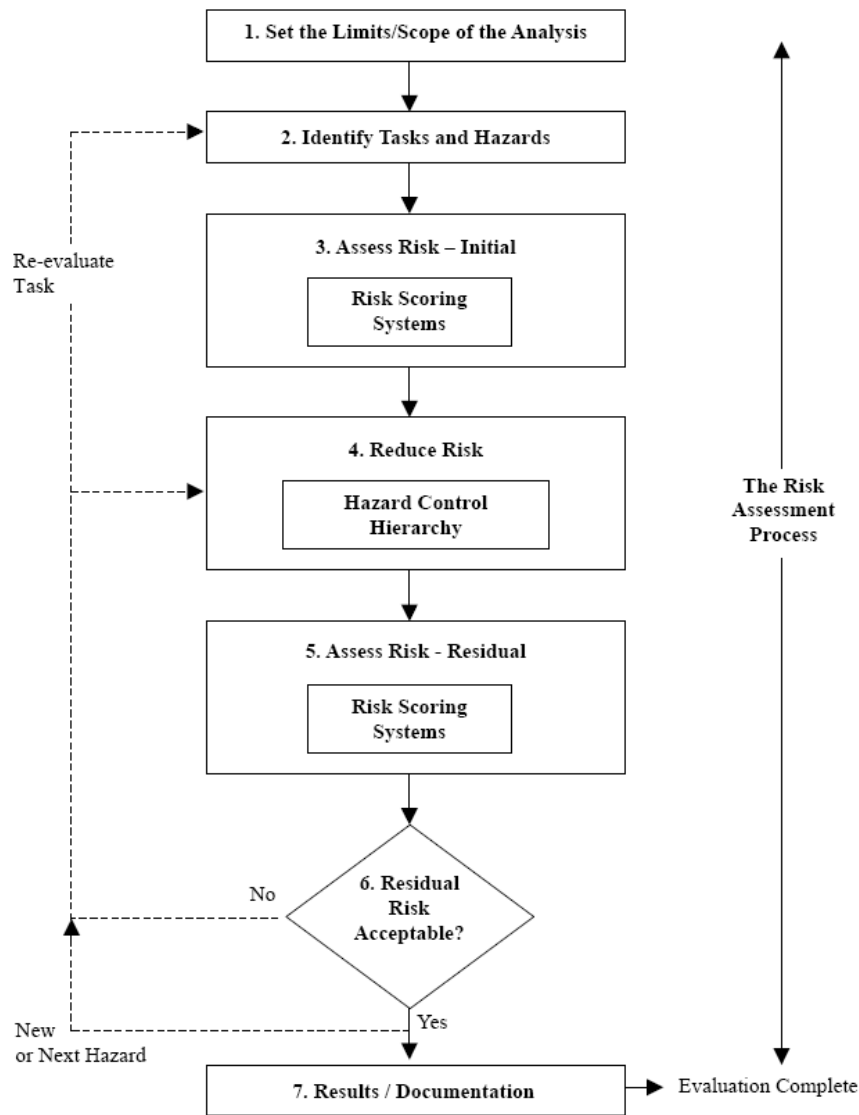 1. Set the Limits/Scope of the Analysis
2. Identify Tasks and Hazards
3. Assess Risk – Initial
Re-evaluate
Task
Risk Scoring
Systems
4. Reduce Risk
Hazard Control
Hierarchy
The Risk
Assessment
Process
5. Assess Risk - Residual
Risk Scoring
Systems
No
6. Residual
Risk
Acceptable?
Yes
New
or Next Hazard
7. Results / Documentation
Evaluation Complete